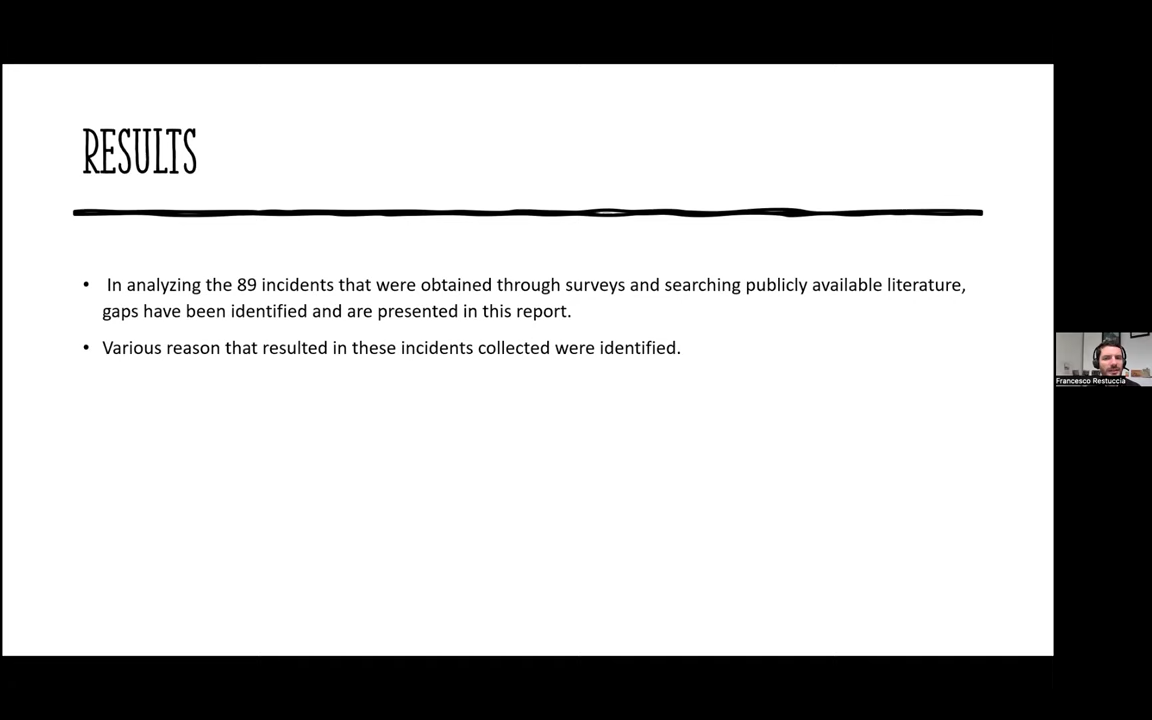 RESULTS
• In analyzing the 89 incidents that were obtained through surveys and searching publicly available literature,
gaps have been identified and are presented in this report.
• Various reason that resulted in these incidents collected were identified.
Francesco Restuccia